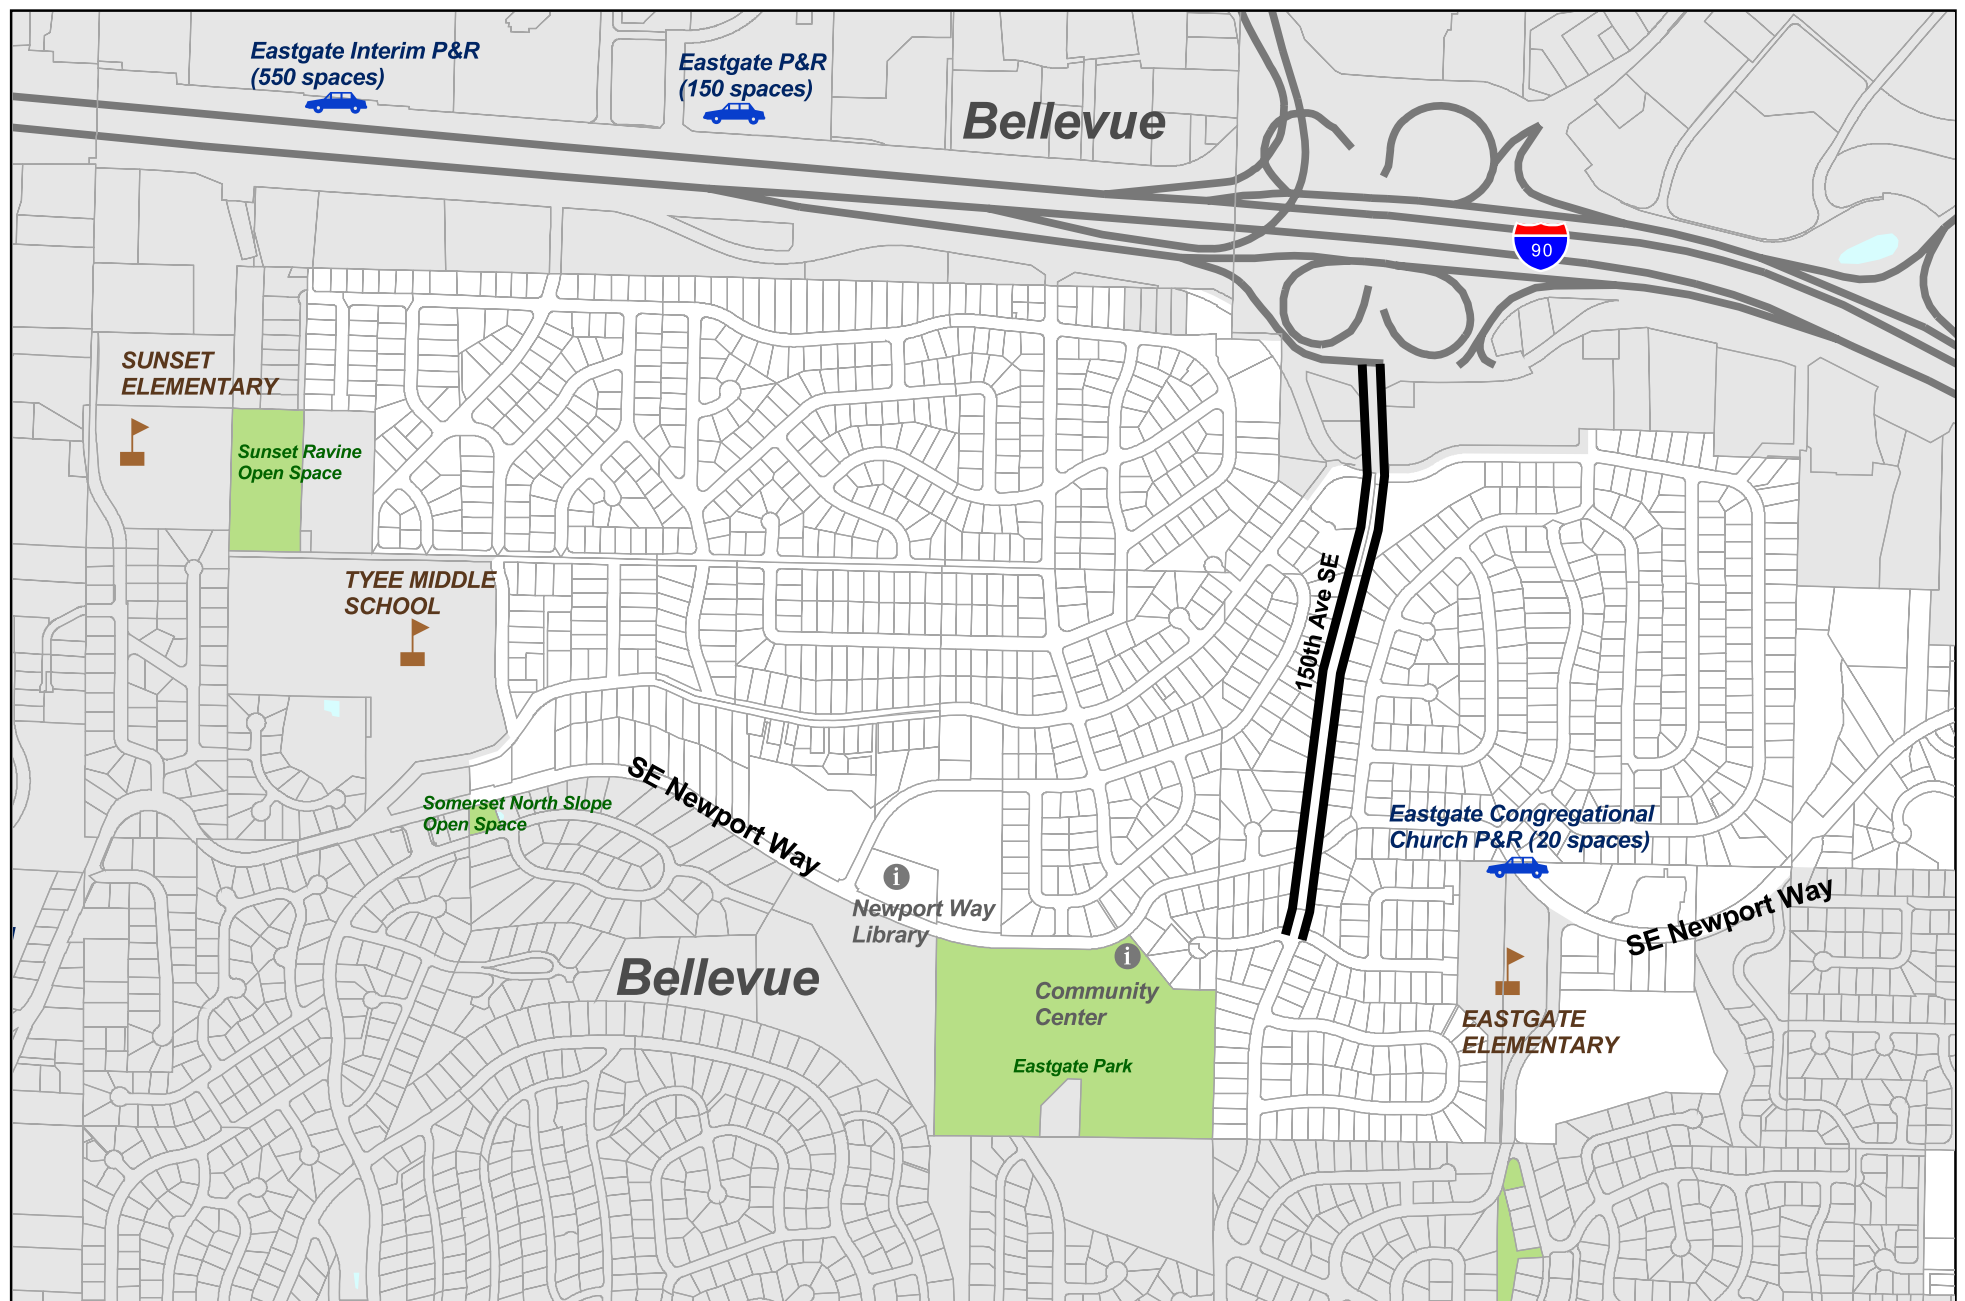 Eastgate Interim P&R
(550 spaces)
Eastgate P&R
(150 spaces)
Bellevue
90
SUNSET
ELEMENTARY
Sunset Ravine
Open Space
TYEE MIDDLE
SCHOOL
150th Ave SE
SE Newport Way
Somerset North Slope
Open Space
Eastgate Congregational
Church P&R (20 spaces)
Newport Way
Library
SE Newport Way
Bellevue
Community
Center
EASTGATE
ELEMENTARY
Eastgate Park